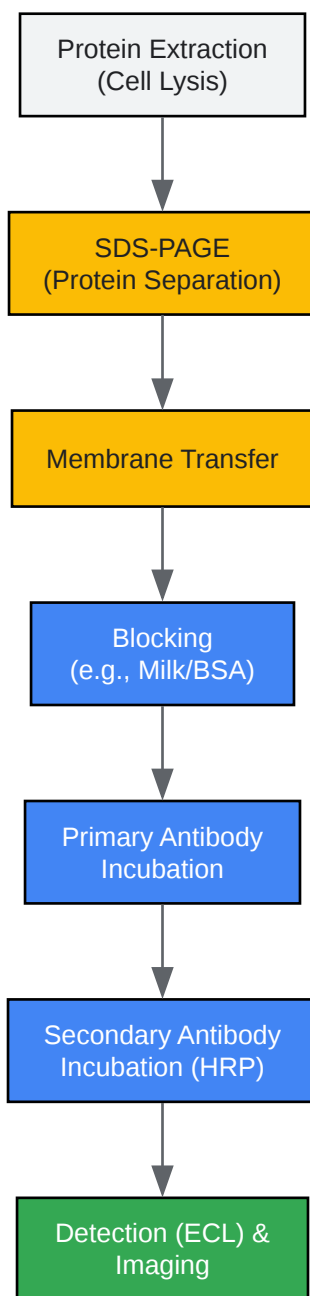 Protein Extraction
(Cell Lysis)
SDS-PAGE
(Protein Separation)
Membrane Transfer
Blocking
(e.g., Milk/BSA)
Primary Antibody
Incubation
Secondary Antibody
Incubation (HRP)
Detection (ECL) &
Imaging